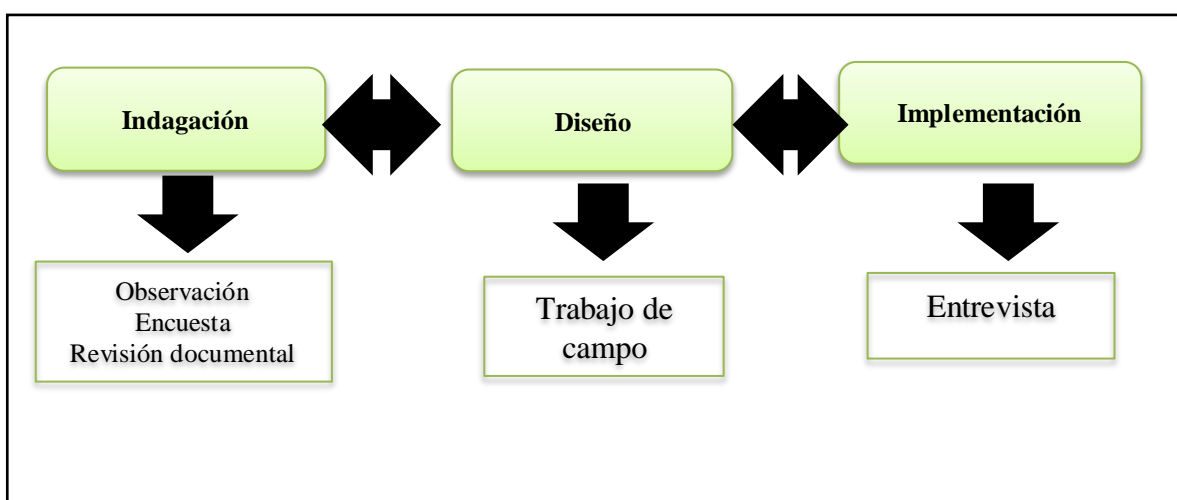 Indagación
Diseño
Implementación
Observación
Encuesta
Revisión documental
Trabajo de
campo
Entrevista